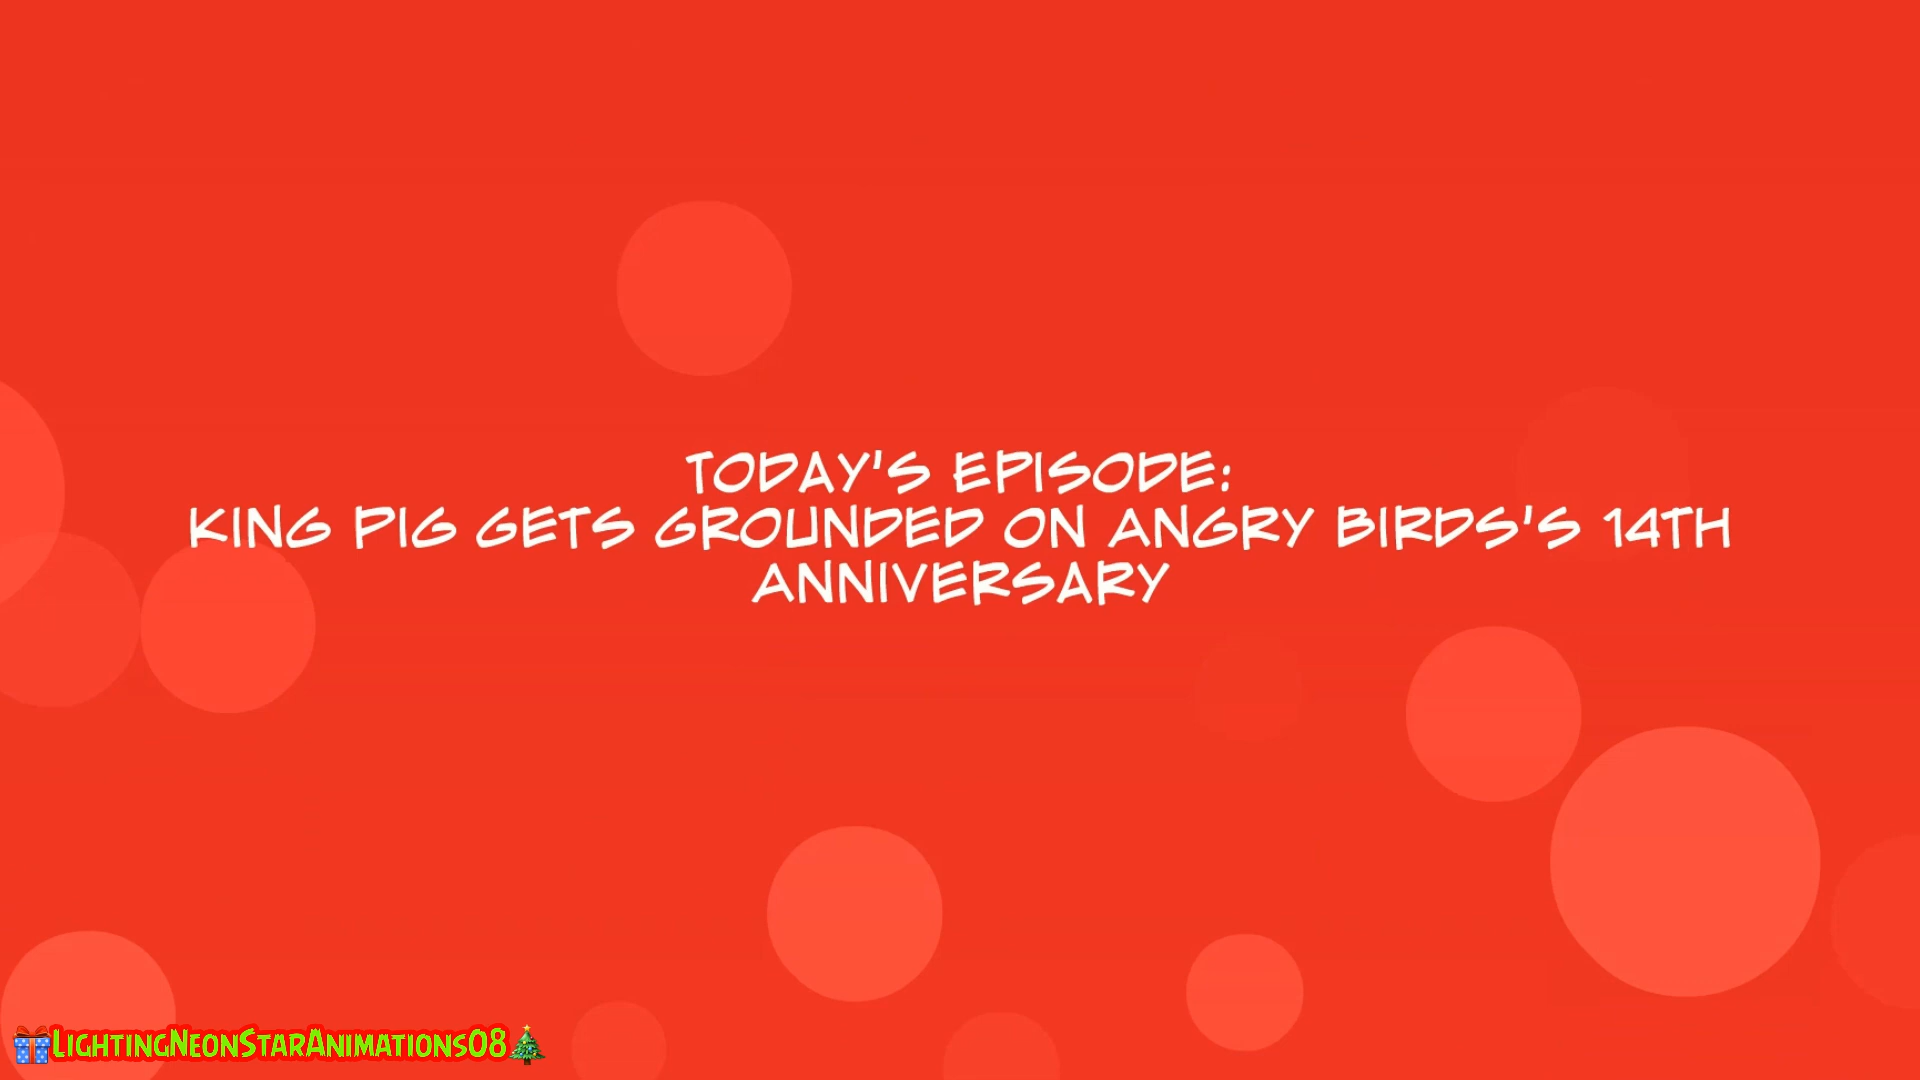 TODAY'S EPISODE:
KING PIG GETS GROUNDED ON ANGRY BIRDS'S 14TH
ANNIVERSARY
LightingNeonStarAnimations08